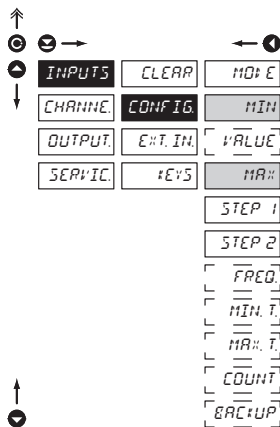 INPUTS CLEAR MODE
CHANNE. CONFIG. MIN
OUTPUT. EXT. IN. VALUE
SERVIC. KEYS MAX
STEP 1
STEP 2
FREQ.
MIN. T.
MAX. T.
COUNT
BACKUP